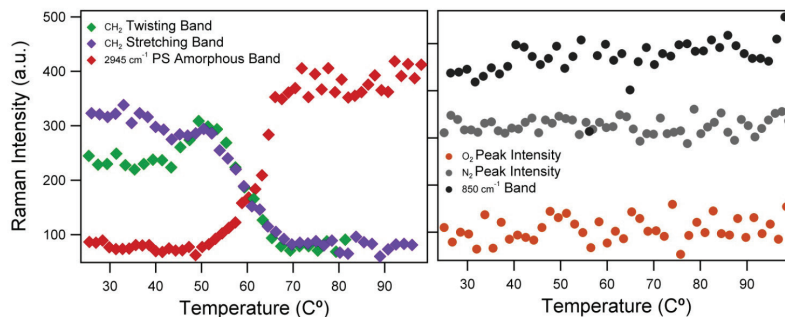 500
400
300
200
100
Raman Intensity (a.u.)
CH2 Twisting Band
CH2 Stretching Band
2945 cm-1 PS Amorphous Band
30 40 50 60 70 80 90
Temperature (Cº)
O2 Peak Intensity
N2 Peak Intensity
850 cm-1 Band
30 40 50 60 70 80 90
Temperature (Cº)